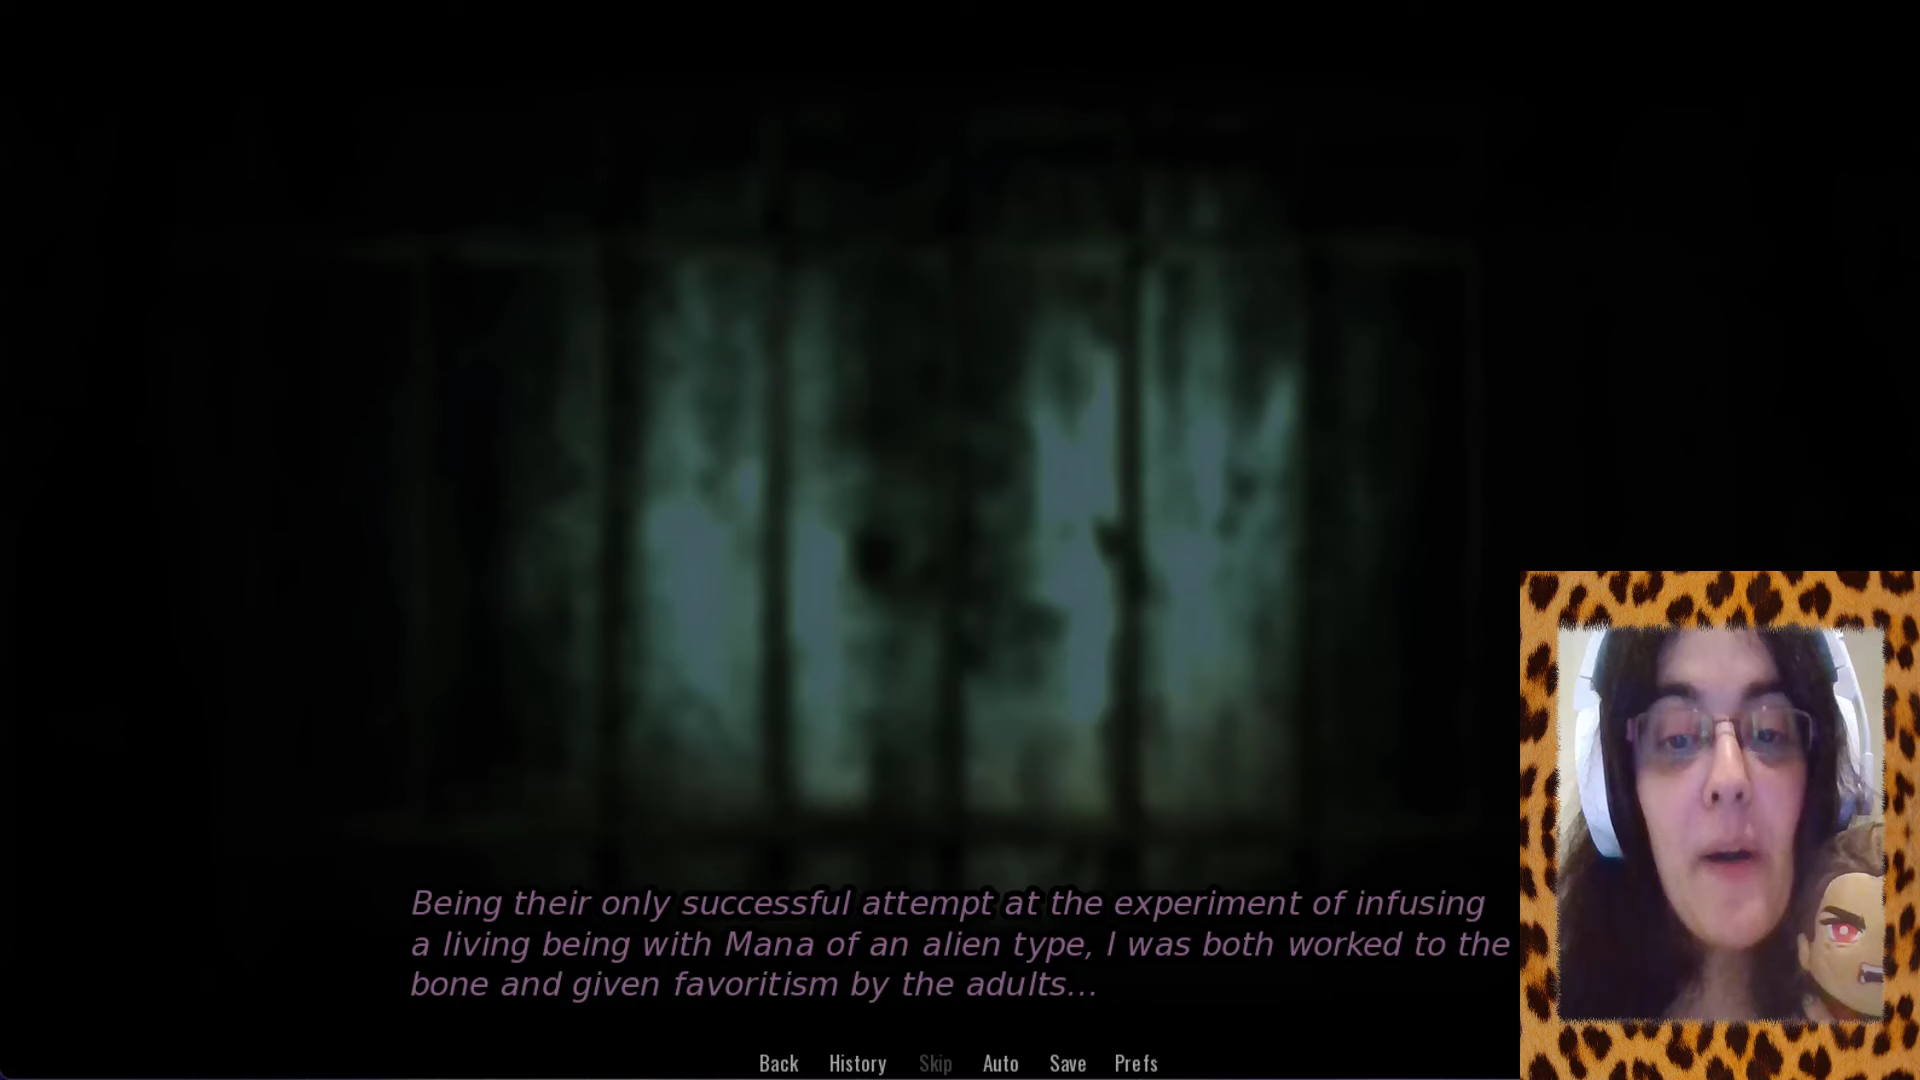 Being their only successful attempt at the experiment of infusing
a living being with Mana of an alien type, I was both worked to the
bone and given favoritism by the adults...
Back History Skip Auto Save Prefs